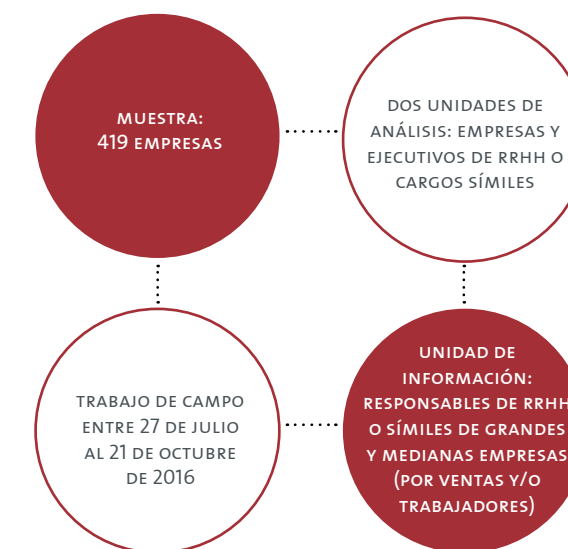 MUESTRA:
419 EMPRESAS
DOS UNIDADES DE
ANÁLISIS: EMPRESAS Y
EJECUTIVOS DE RRHH O
CARGOS SÍMILES
TRABAJO DE CAMPO
ENTRE 27 DE JULIO
AL 21 DE OCTUBRE
DE 2016
UNIDAD DE
INFORMACIÓN:
RESPONSABLES DE RRHH
O SÍMILES DE GRANDES
Y MEDIANAS EMPRESAS
(POR VENTAS Y/O
TRABAJADORES)